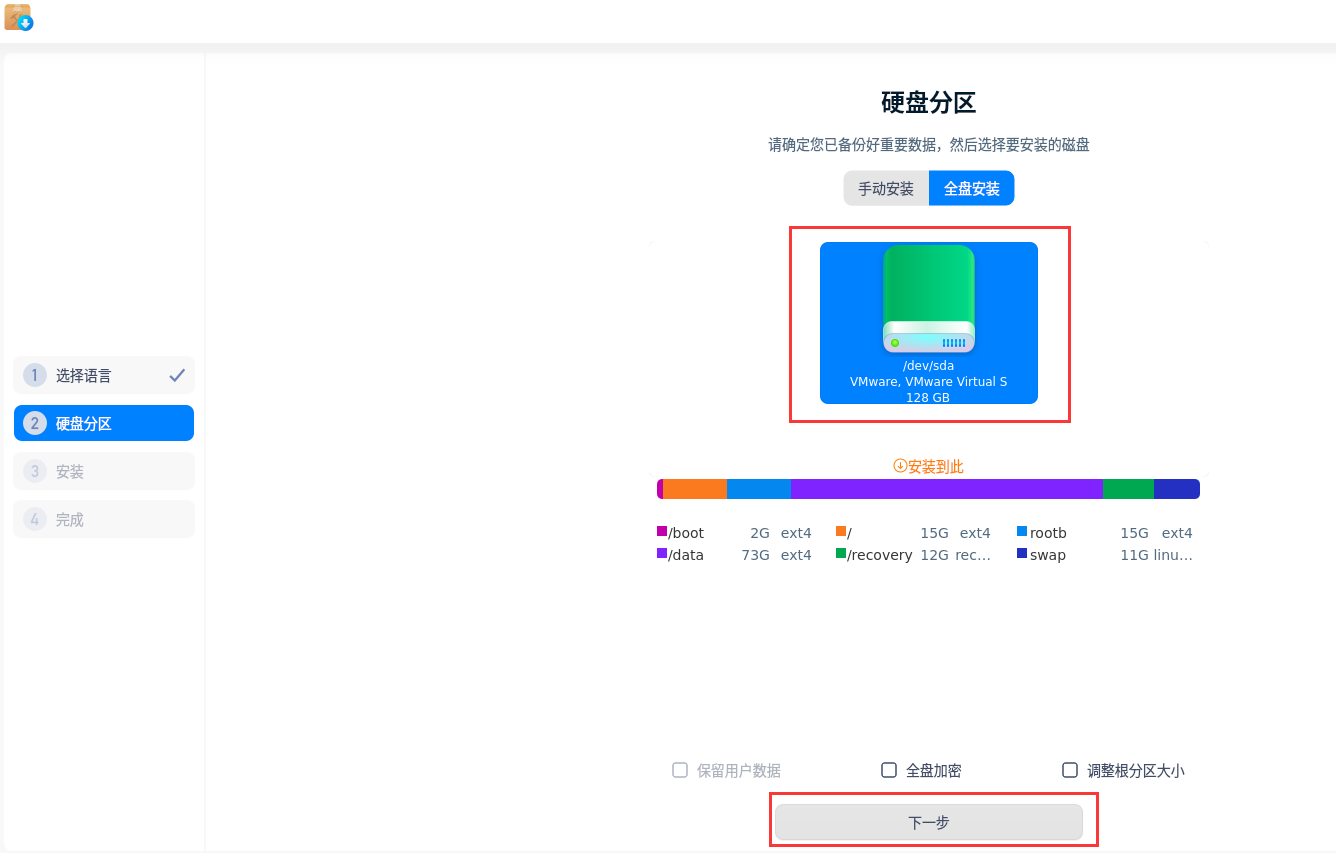 硬盘分区
请确定您已备份好重要数据，然后选择要安装的磁盘
手动安装 全盘安装
/dev/sda
VMware, VMware Virtual S
128 GB
1 选择语言
2 硬盘分区
3 安装
4 完成
安装到此
/boot 2G ext4 / 15G ext4 rootb 15G ext4
/data 73G ext4 /recovery 12G rec... swap 11G linu...
保留用户数据 全盘加密 调整根分区大小
下一步